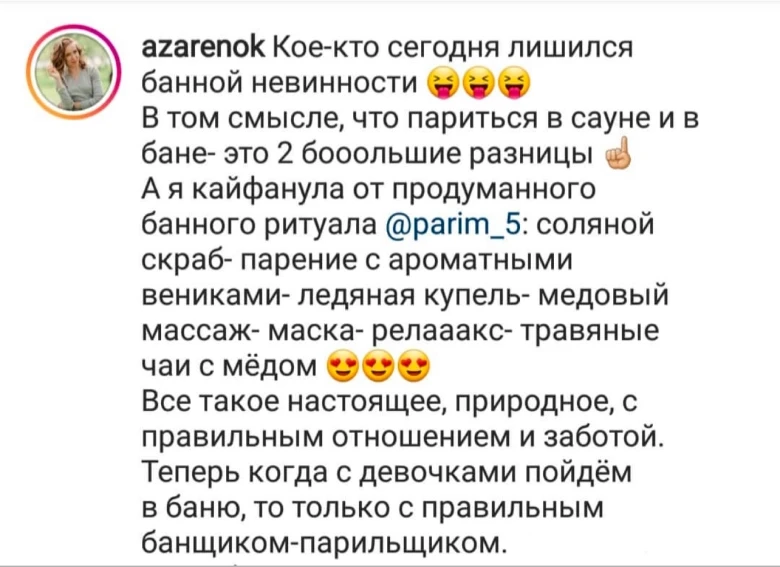 azarenok Кое-кто сегодня лишился
банной невинности 😝😝😝
В том смысле, что париться в сауне и в
бане- это 2 бооольшие разницы ☝🏼
А я кайфанула от продуманного
банного ритуала @parim_5: соляной
скраб- парение с ароматными
вениками- ледяная купель- медовый
массаж- маска- релааакс- травяные
чаи с мёдом 😍😍😍
Все такое настоящее, природное, с
правильным отношением и заботой.
Теперь когда с девочками пойдём
в баню, то только с правильным
банщиком-парильщиком.